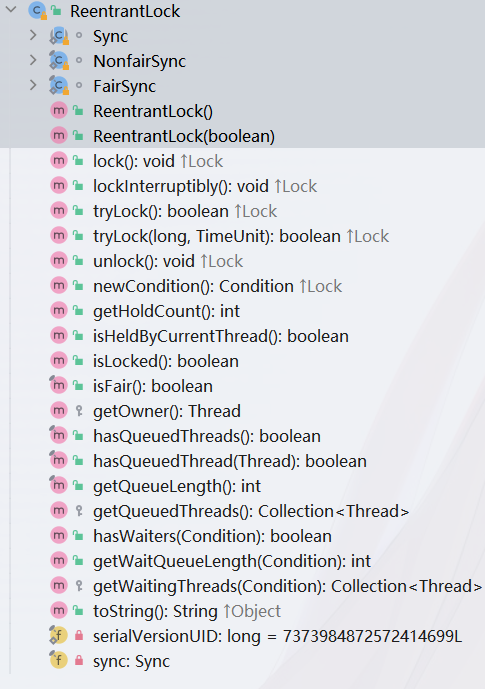 ReentrantLock
Sync
NonfairSync
FairSync
ReentrantLock()
ReentrantLock(boolean)
lock(): void ↑Lock
lockInterruptibly(): void ↑Lock
tryLock(): boolean ↑Lock
tryLock(long, TimeUnit): boolean ↑Lock
unlock(): void ↑Lock
newCondition(): Condition ↑Lock
getHoldCount(): int
isHeldByCurrentThread(): boolean
isLocked(): boolean
isFair(): boolean
getOwner(): Thread
hasQueuedThreads(): boolean
hasQueuedThread(Thread): boolean
getQueueLength(): int
getQueuedThreads(): Collection<Thread>
hasWaiters(Condition): boolean
getWaitQueueLength(Condition): int
getWaitingThreads(Condition): Collection<Thread>
toString(): String ↑Object
serialVersionUID: long = 7373984872572414699L
sync: Sync